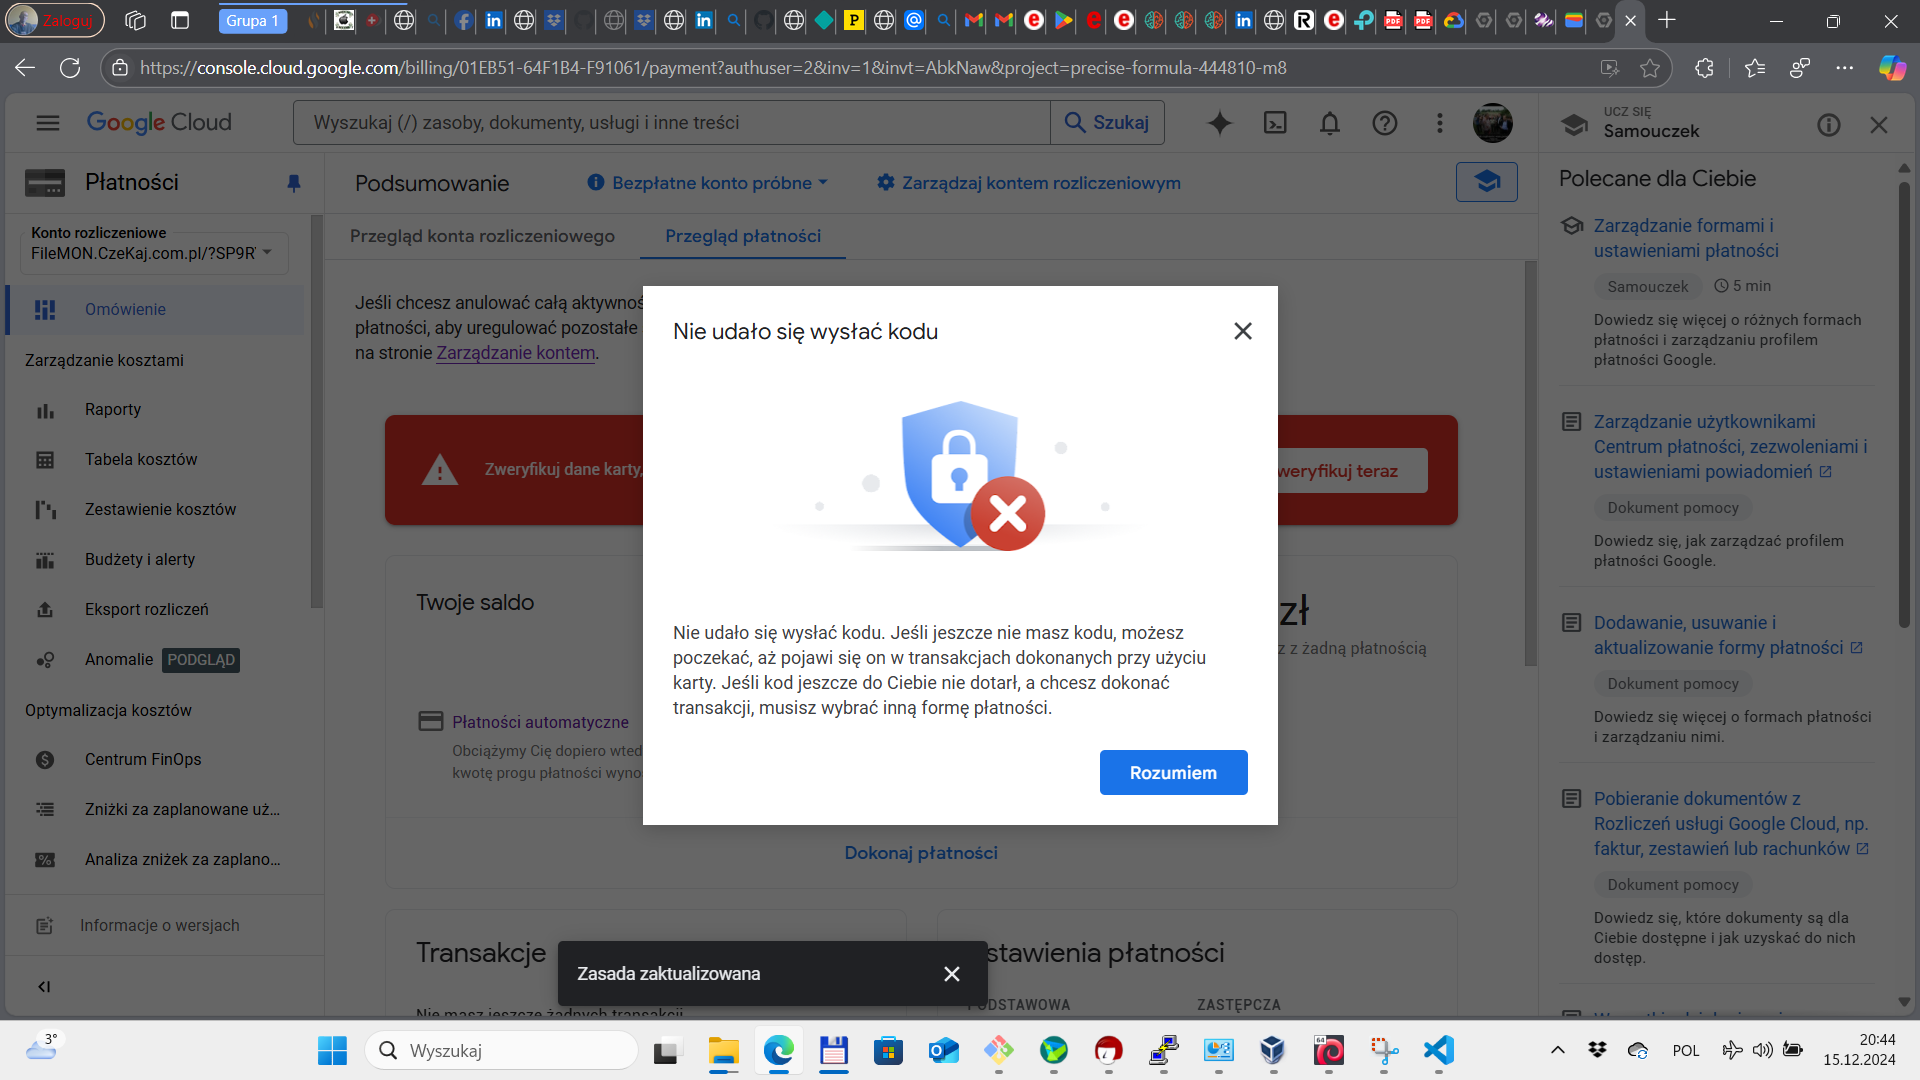 Zaloguj
Grupa 1
https://console.cloud.google.com/billing/01EB51-64F1B4-F91061/payment?authuser=2&inv=1&invt=AbkNaw&project=precise-formula-444810-m8
Google Cloud
Wyszukaj (/) zasoby, dokumenty, usługi i inne treści
Szukaj
UCZ SIĘ
Samouczek
Płatności
Podsumowanie
Bezpłatne konto próbne
Zarządzaj kontem rozliczeniowym
Konto rozliczeniowe
FileMON.CzeKaj.com.pl/?SP9R
Przegląd konta rozliczeniowego
Przegląd płatności
Omówienie
Zarządzanie kosztami
Raporty
Tabela kosztów
Zestawienie kosztów
Budżety i alerty
Eksport rozliczeń
Anomalie PODGLĄD
Optymalizacja kosztów
Centrum FinOps
Zniżki za zaplanowane uż...
Analiza zniżek za zaplano...
Informacje o wersjach
Jeśli chcesz anulować całą aktywnoś
płatności, aby uregulować pozostałe
na stronie Zarządzanie kontem.
Zweryfikuj dane karty,
weryfikuj teraz
Twoje saldo
zł
z żadną płatnością
Płatności automatyczne
Obciążymy Cię dopiero wted
kwotę progu płatności wyno
Dokonaj płatności
Transakcje
Nie masz jeszcze żadnych transakcji
stawienia płatności
PODSTAWOWA
ZASTĘPCZA
Nie udało się wysłać kodu
Nie udało się wysłać kodu. Jeśli jeszcze nie masz kodu, możesz
poczekać, aż pojawi się on w transakcjach dokonanych przy użyciu
karty. Jeśli kod jeszcze do Ciebie nie dotarł, a chcesz dokonać
transakcji, musisz wybrać inną formę płatności.
Rozumiem
Zasada zaktualizowana
Polecane dla Ciebie
Zarządzanie formami i
ustawieniami płatności
Samouczek
5 min
Dowiedz się więcej o różnych formach
płatności i zarządzaniu profilem
płatności Google.
Zarządzanie użytkownikami
Centrum płatności, zezwoleniami i
ustawieniami powiadomień
Dokument pomocy
Dowiedz się, jak zarządzać profilem
płatności Google.
Dodawanie, usuwanie i
aktualizowanie formy płatności
Dokument pomocy
Dowiedz się więcej o formach płatności
i zarządzaniu nimi.
Pobieranie dokumentów z
Rozliczeń usługi Google Cloud, np.
faktur, zestawień lub rachunków
Dokument pomocy
Dowiedz się, które dokumenty są dla
Ciebie dostępne i jak uzyskać do nich
dostęp.
3°
Wyszukaj
POL
20:44
15.12.2024